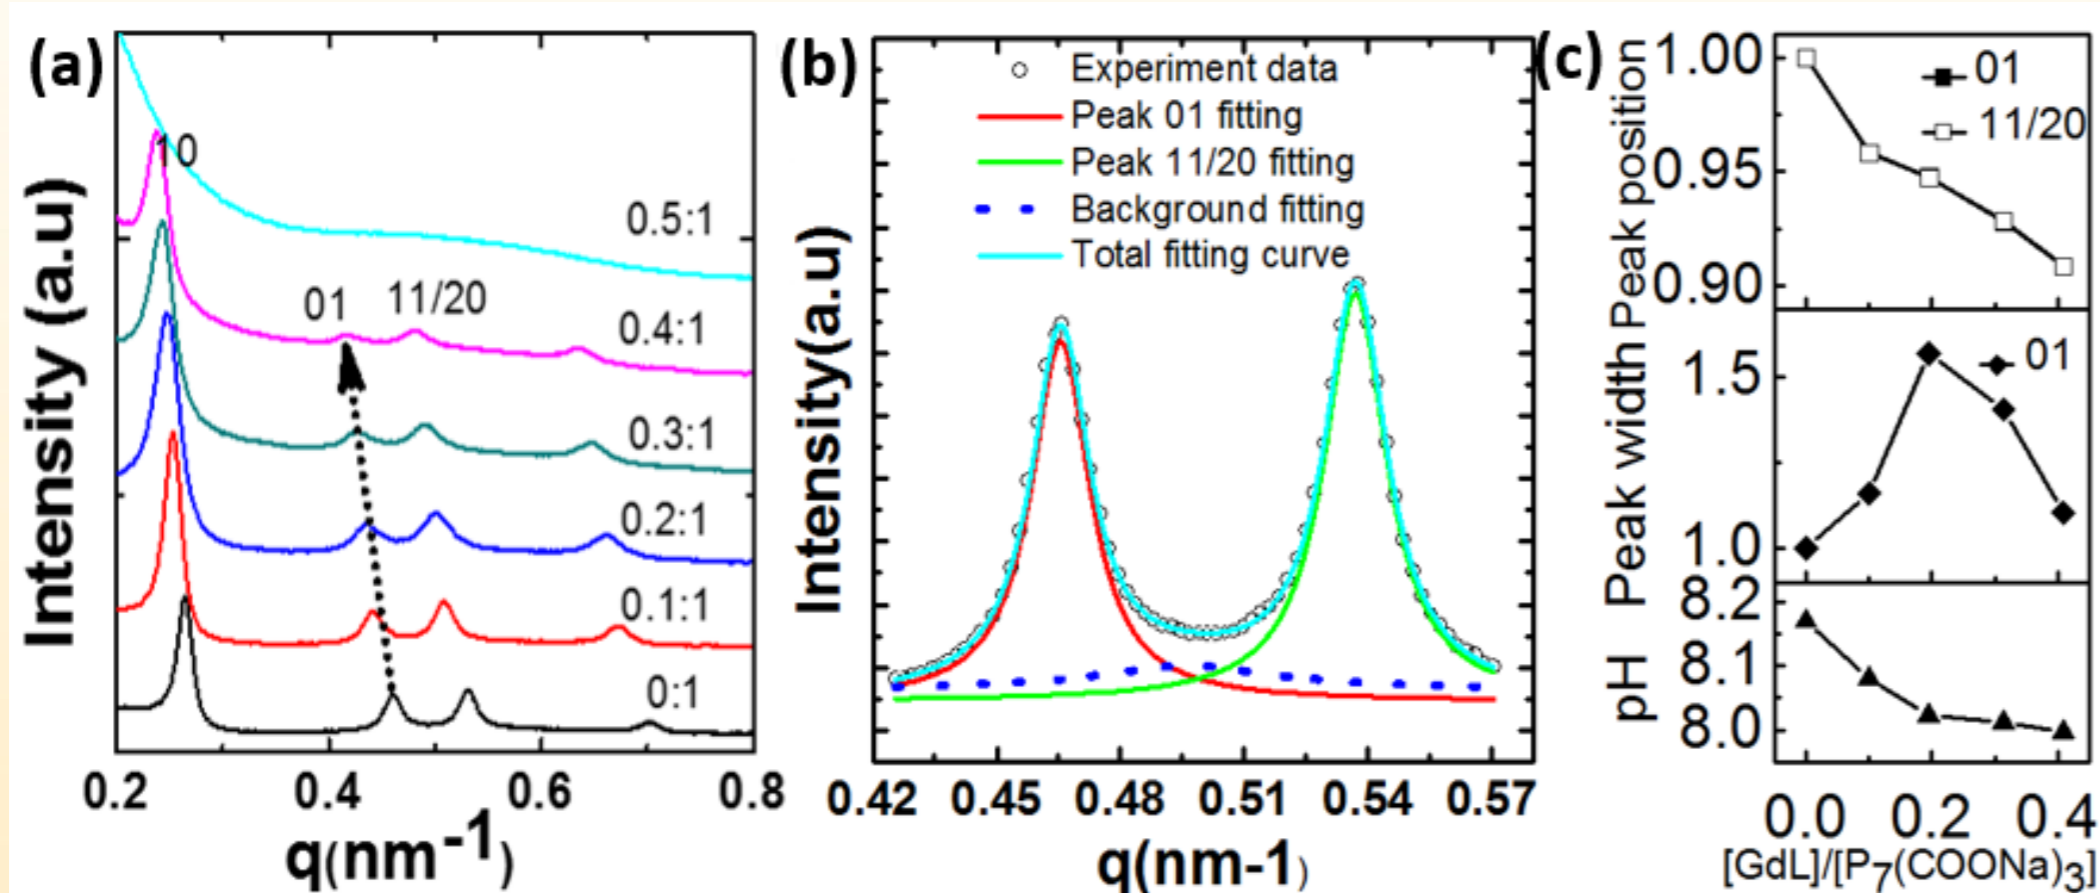 (a)
10
0.5:1
01
11/20
0.4:1
0.3:1
0.2:1
0.1:1
0:1
Intensity (a.u)
0.2 0.4 0.6 0.8
q(nm-1)
(b)
Experiment data
Peak 01 fitting
Peak 11/20 fitting
Background fitting
Total fitting curve
Intensity(a.u)
0.42 0.45 0.48 0.51 0.54 0.57
q(nm-1)
(c)
Peak position
1.00
0.95
0.90
01
11/20
Peak width
1.5
1.0
01
pH
8.2
8.1
8.0
0.0 0.2 0.4
[GdL]/[P7(COONa)3]